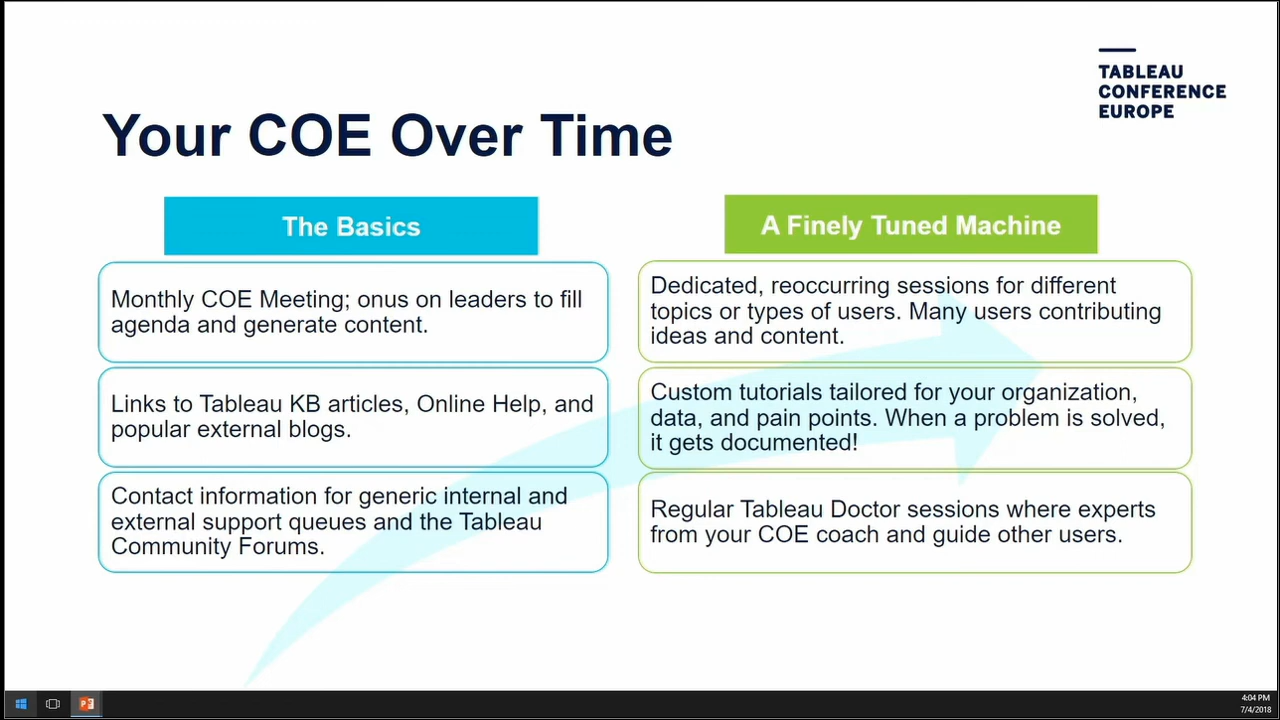 TABLEAU
CONFERENCE
EUROPE
Your COE Over Time
The Basics
Monthly COE Meeting; onus on leaders to fill
agenda and generate content.
Links to Tableau KB articles, Online Help, and
popular external blogs.
Contact information for generic internal and
external support queues and the Tableau
Community Forums.
A Finely Tuned Machine
Dedicated, reoccurring sessions for different
topics or types of users. Many users contributing
ideas and content.
Custom tutorials tailored for your organization,
data, and pain points. When a problem is solved,
it gets documented!
Regular Tableau Doctor sessions where experts
from your COE coach and guide other users.
4:04 PM
7/4/2018